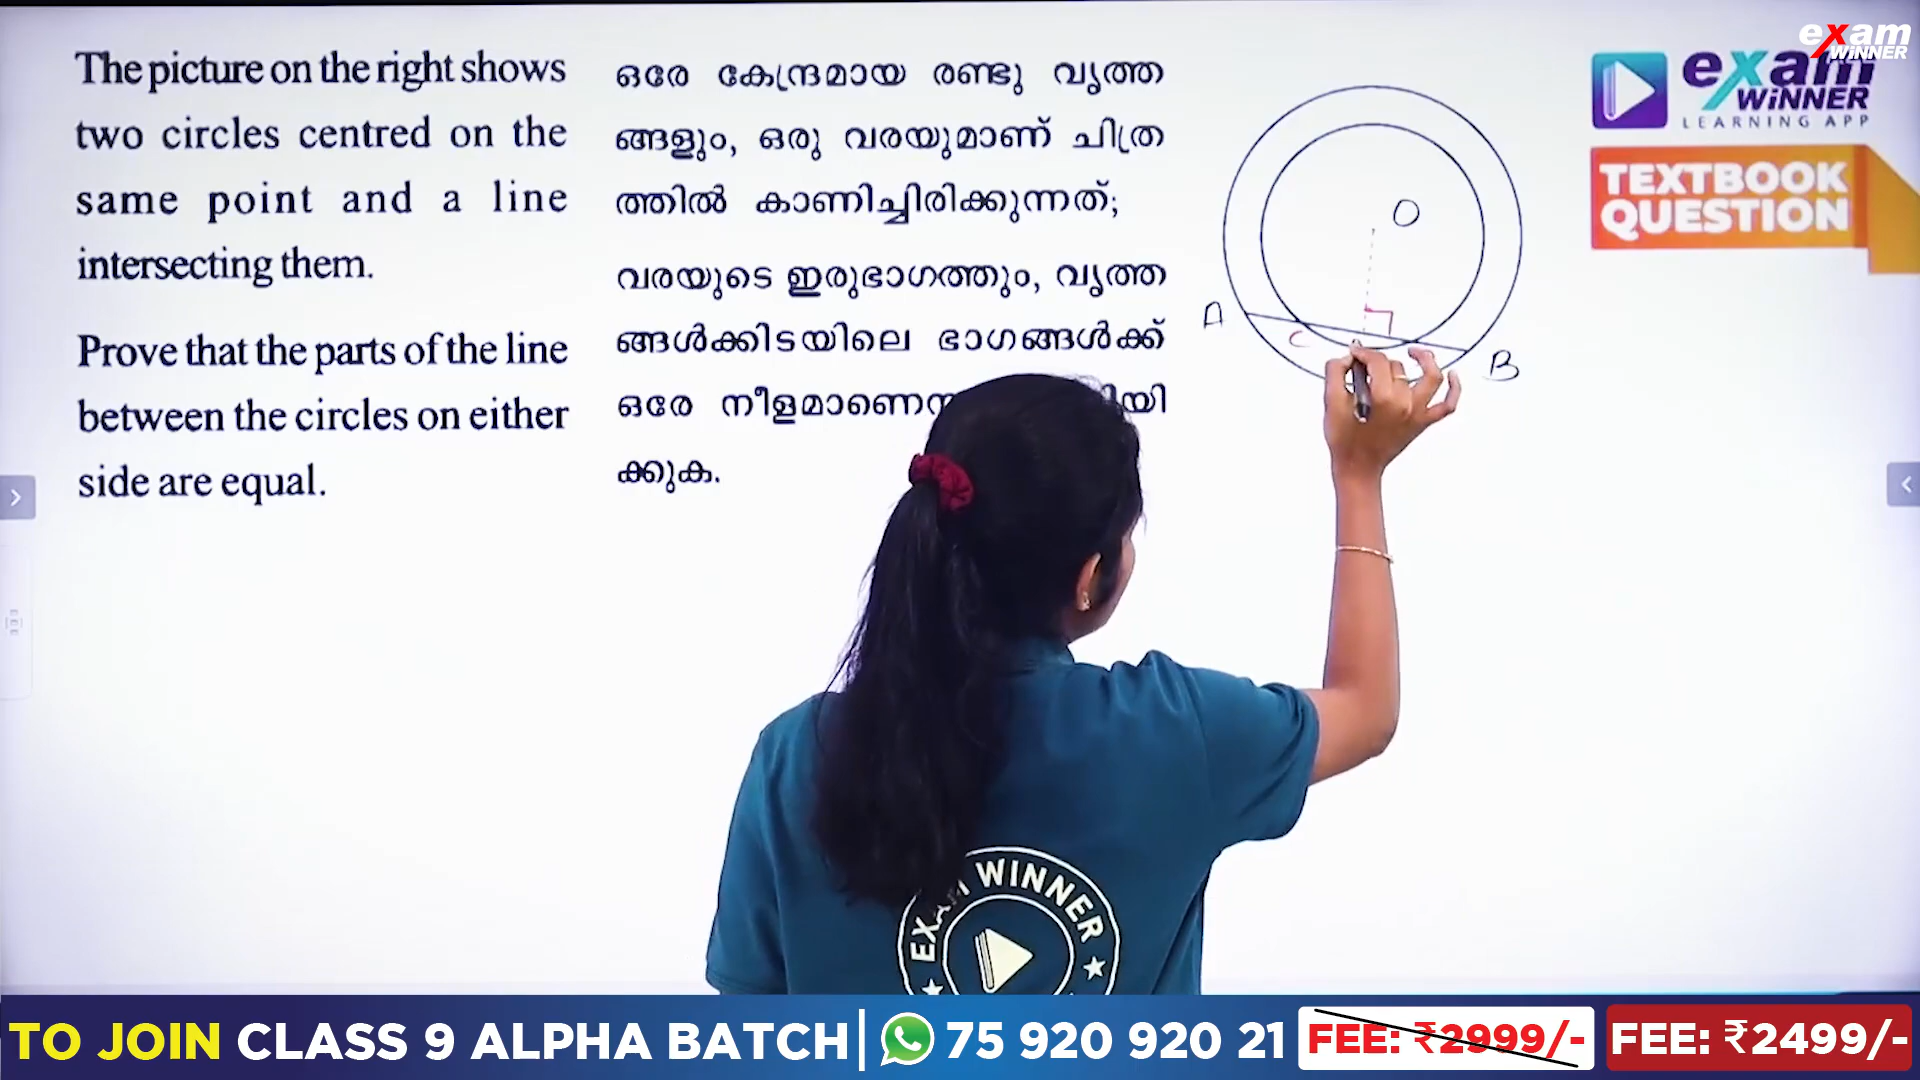 The picture on the right shows
two circles centred on the
same point and a line
intersecting them.
Prove that the parts of the line
between the circles on either
side are equal.
ഒരേ കേന്ദ്രമായ രണ്ടു വൃത്ത
ങ്ങളും, ഒരു വരയുമാണ് ചിത്ര
ത്തിൽ കാണിച്ചിരിക്കുന്നത്;
വരയുടെ ഇരുഭാഗത്തും, വൃത്ത
ങ്ങൾക്കിടയിലെ ഭാഗങ്ങൾക്ക്
ഒരേ
ക്കുക.
O
A
C
B
exam
WiNNER
exam
WiNNER
LEARNING APP
TEXTBOOK
QUESTION
EXAM WINNER
TO JOIN CLASS 9 ALPHA BATCH 75 920 920 21 FEE: ₹2999/- FEE: ₹2499/-